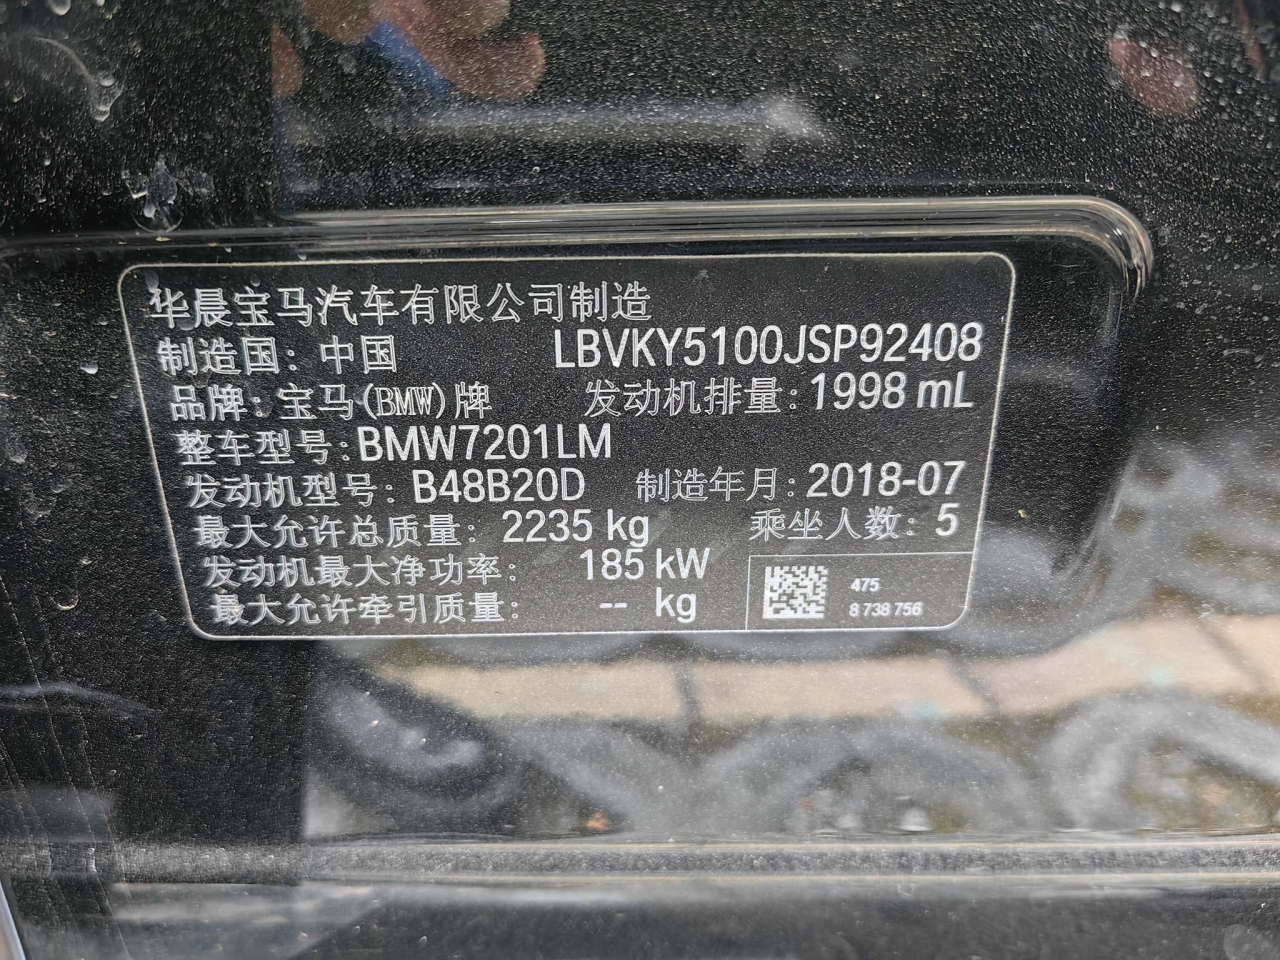 华晨宝马汽车有限公司制造
制造国：中国 LBVKY5100JSP92408
品牌：宝马(BMW)牌 发动机排量：1998 mL
整车型号：BMW7201LM
发动机型号：B48B20D 制造年月：2018-07
最大允许总质量：2235 kg 乘坐人数：5
发动机最大净功率：185 kW
最大允许牵引质量：-- kg
475
8 738 756